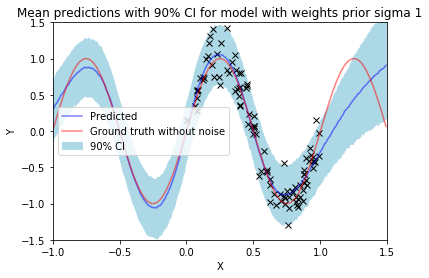 Mean predictions with 90% CI for model with weights prior sigma 1
1.5
1.0
0.5
0.0
−0.5
−1.0
−1.5
Y
Predicted
Ground truth without noise
90% CI
−1.0 −0.5 0.0 0.5 1.0 1.5
X